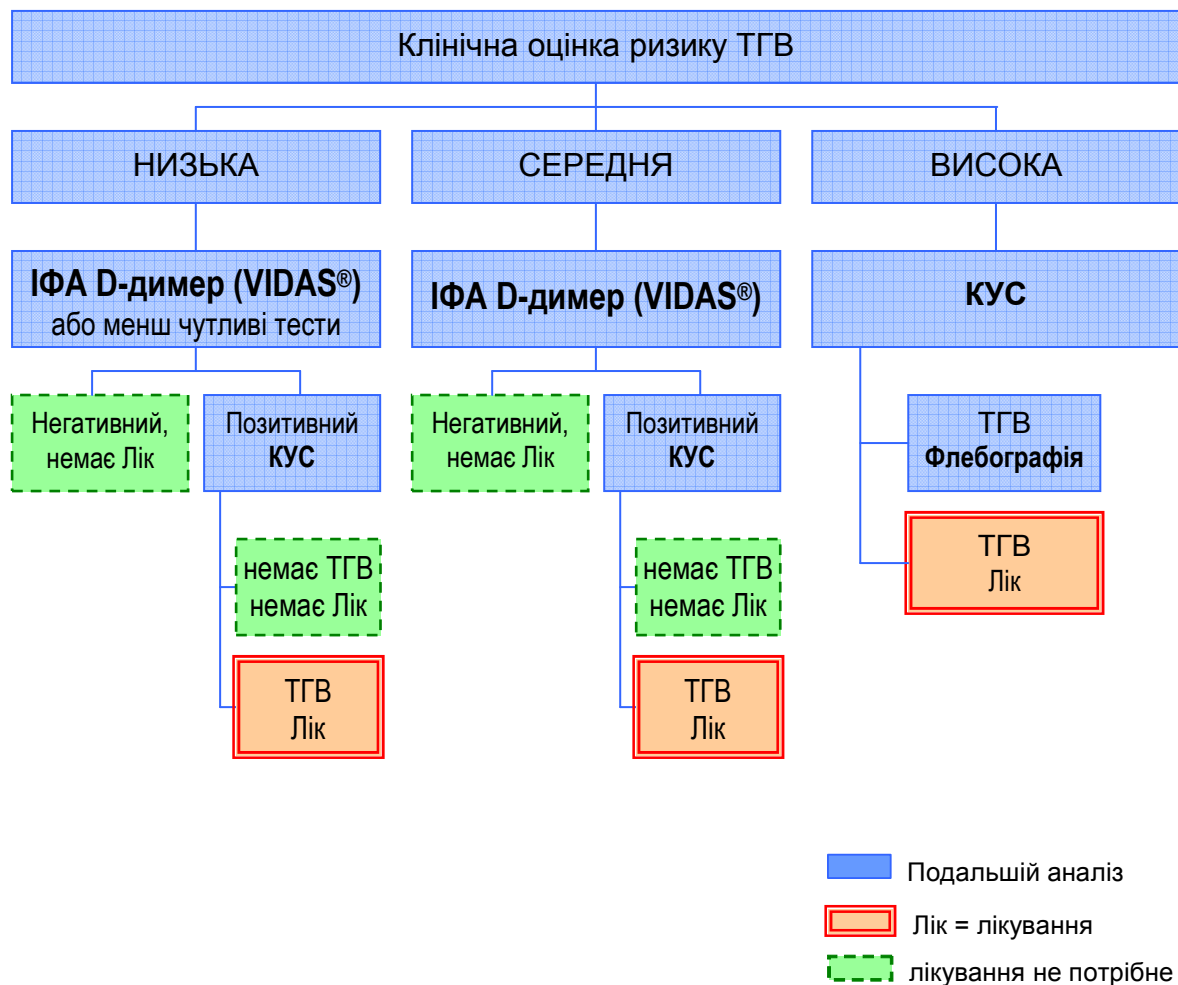 Клінічна оцінка ризику ТГВ
НИЗЬКА
СЕРЕДНЯ
ВИСОКА
ІФА D-димер (VIDAS®)
або менш чутливі тести
ІФА D-димер (VIDAS®)
КУС
Негативний,
немає Лік
Позитивний
КУС
Негативний,
немає Лік
Позитивний
КУС
ТГВ
Флебографія
немає ТГВ
немає Лік
немає ТГВ
немає Лік
ТГВ
Лік
ТГВ
Лік
ТГВ
Лік
Подальшій аналіз
Лік = лікування
лікування не потрібне